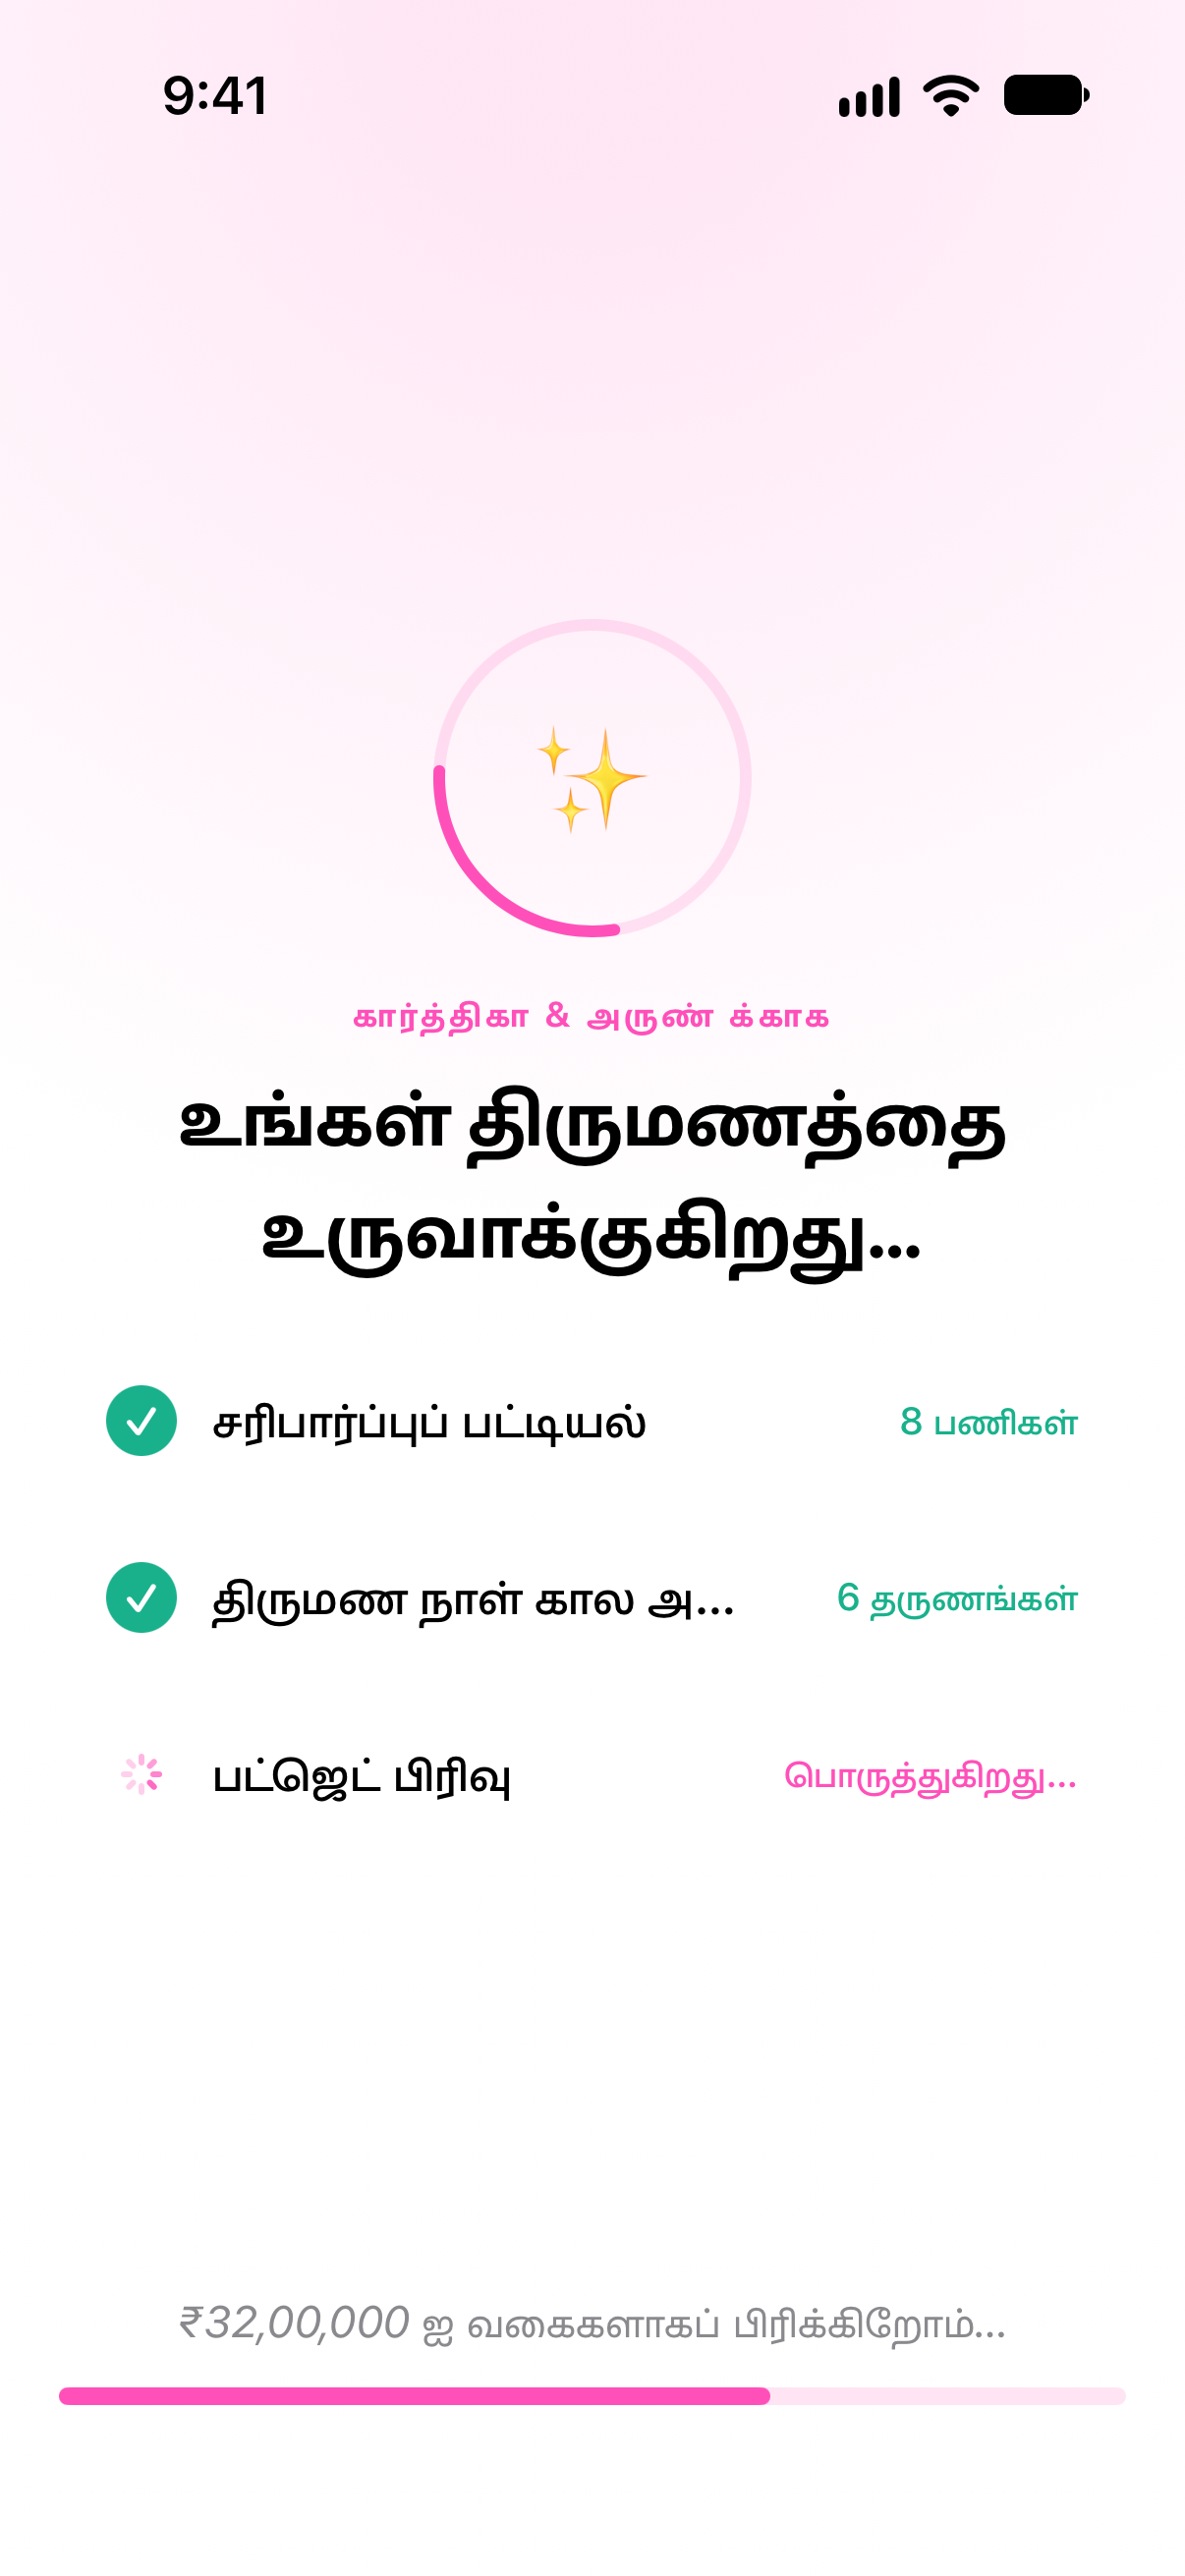 9:41
கார்த்திகா & அருண் க்காக
உங்கள் திருமணத்தை
உருவாக்குகிறது...
சரிபார்ப்புப் பட்டியல்
8 பணிகள்
திருமண நாள் கால அ...
6 தருணங்கள்
பட்ஜெட் பிரிவு
பொருத்துகிறது...
₹32,00,000 ஐ வகைகளாகப் பிரிக்கிறோம்...